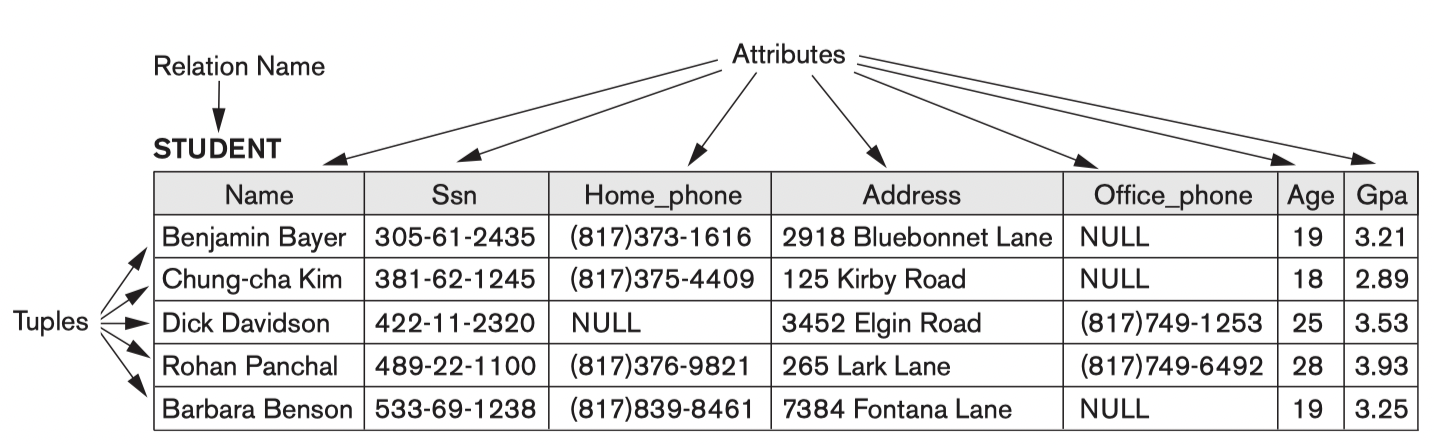 Attributes
Relation Name
STUDENT
Name Ssn Home_phone Address Office_phone Age Gpa
Benjamin Bayer 305-61-2435 (817)373-1616 2918 Bluebonnet Lane NULL 19 3.21
Chung-cha Kim 381-62-1245 (817)375-4409 125 Kirby Road NULL 18 2.89
Tuples Dick Davidson 422-11-2320 NULL 3452 Elgin Road (817)749-1253 25 3.53
Rohan Panchal 489-22-1100 (817)376-9821 265 Lark Lane (817)749-6492 28 3.93
Barbara Benson 533-69-1238 (817)839-8461 7384 Fontana Lane NULL 19 3.25